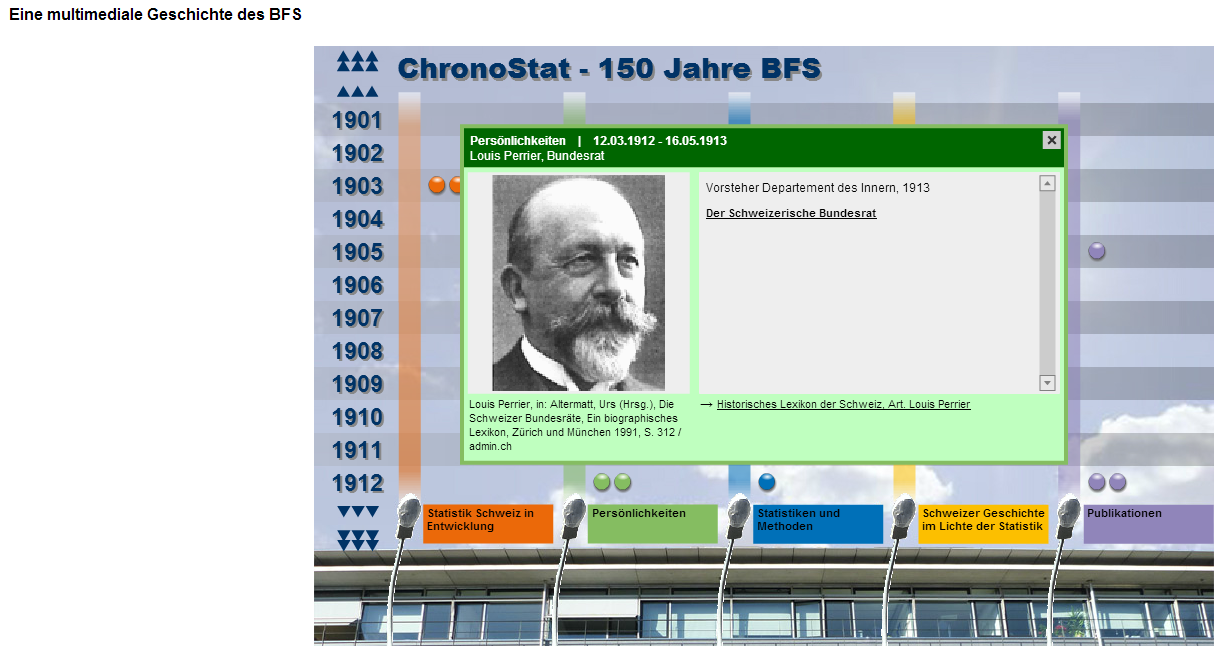 Eine multimediale Geschichte des BFS
ChronoStat - 150 Jahre BFS
1901
1902
1903
1904
1905
1906
1907
1908
1909
1910
1911
1912
Persönlichkeiten | 12.03.1912 - 16.05.1913
Louis Perrier, Bundesrat
Vorsteher Departement des Innern, 1913
Der Schweizerische Bundesrat
Louis Perrier, in: Altermatt, Urs (Hrsg.), Die
Schweizer Bundesräte, Ein biographisches
Lexikon, Zürich und München 1991, S. 312 /
admin.ch
→ Historisches Lexikon der Schweiz, Art. Louis Perrier
Statistik Schweiz in
Entwicklung
Persönlichkeiten
Statistiken und
Methoden
Schweizer Geschichte
im Lichte der Statistik
Publikationen